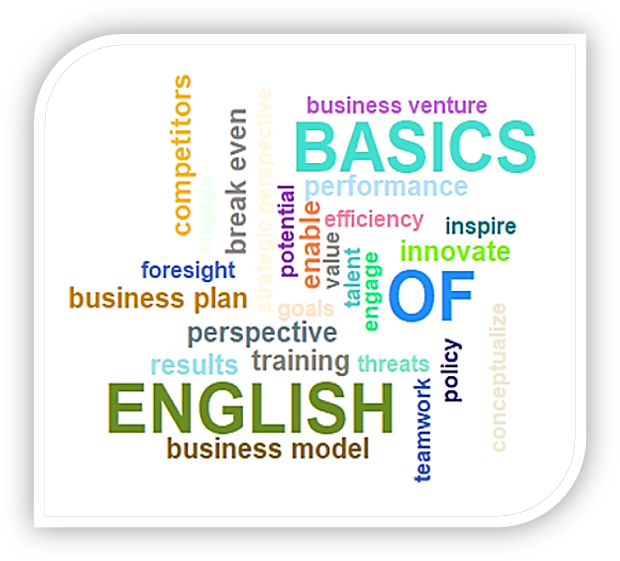 competitors
engage
break even
strategic perspective
business venture
BASICS
performance
potential
enable
efficiency
value
inspire
innovate
talent
engage
OF
foresight
business plan
goals
perspective
results
training
threats
policy
conceptualize
ENGLISH
teamwork
business model